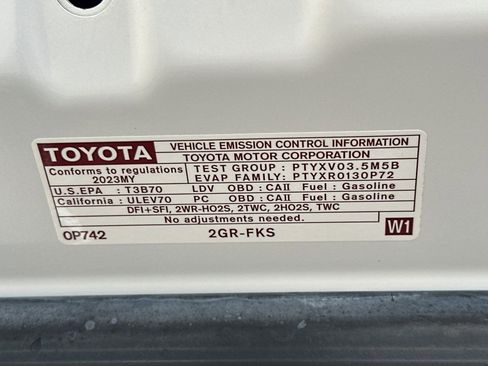 TOYOTA VEHICLE EMISSION CONTROL INFORMATION
TOYOTA MOTOR CORPORATION
Conforms to regulations TEST GROUP : PTYXV03.5M5B
2023MY EVAP FAMILY: PTYXR0130P72
U.S.EPA : T3B70 LDV OBD : CAII Fuel : Gasoline
California : ULEV70 PC OBD : CAII Fuel : Gasoline
DFI+SFI, 2WR-HO2S, 2TWC, 2HO2S, TWC
No adjustments needed.
0P742 2GR-FKS W1